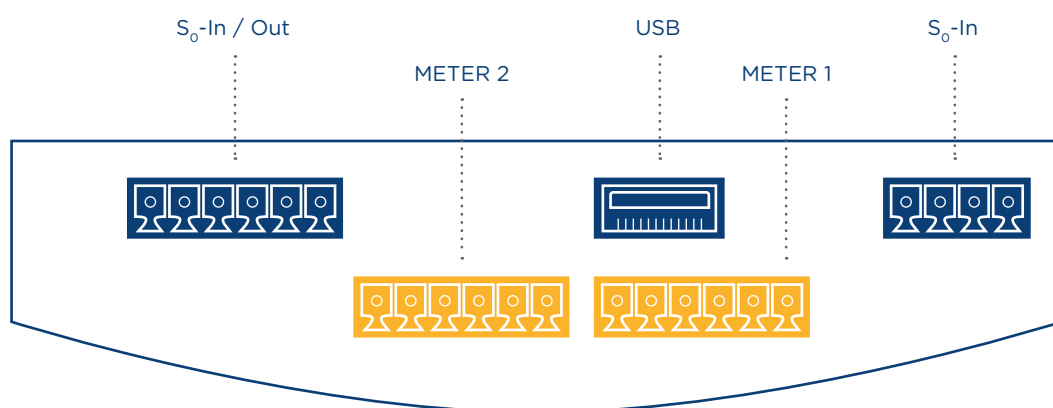 S₀-In / Out
USB
S₀-In
METER 2
METER 1